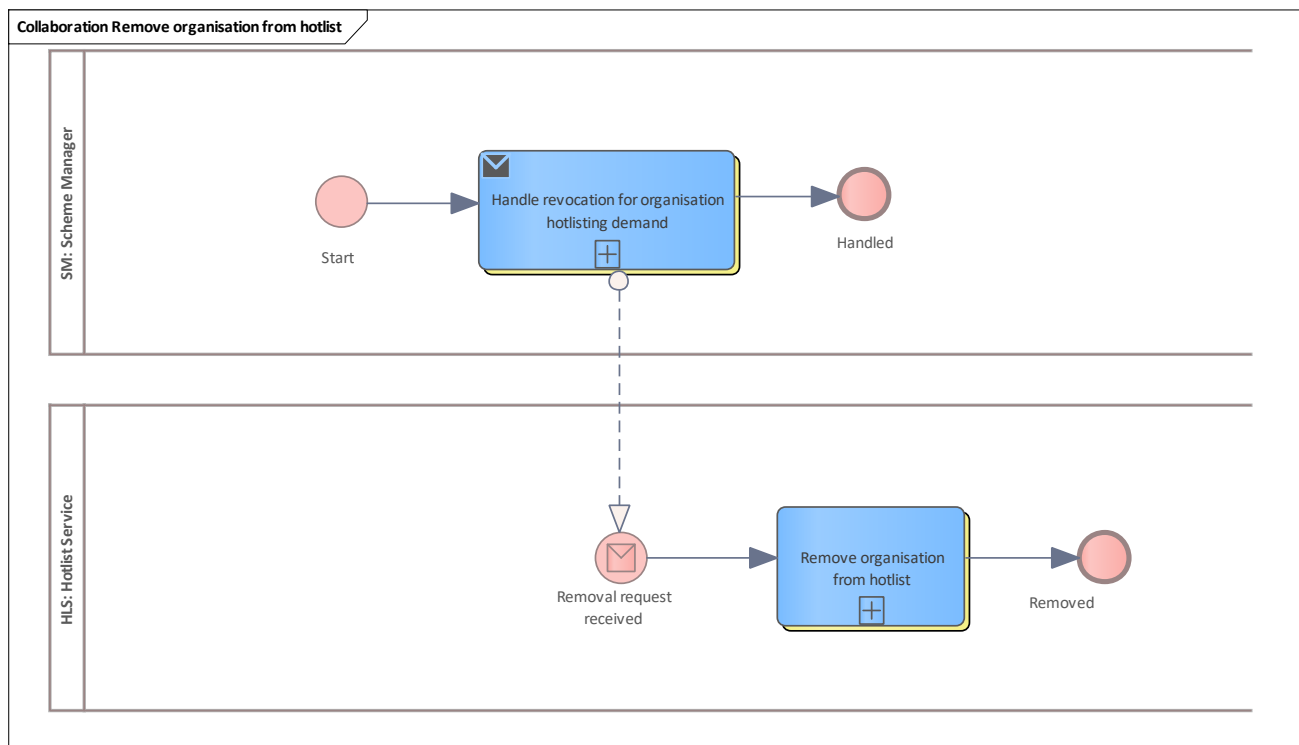 Collaboration Remove organisation from hotlist
SM: Scheme Manager
Start
Handle revocation for organisation
hotlisting demand
Handled
HLS: Hotlist Service
Removal request
received
Remove organisation
from hotlist
Removed